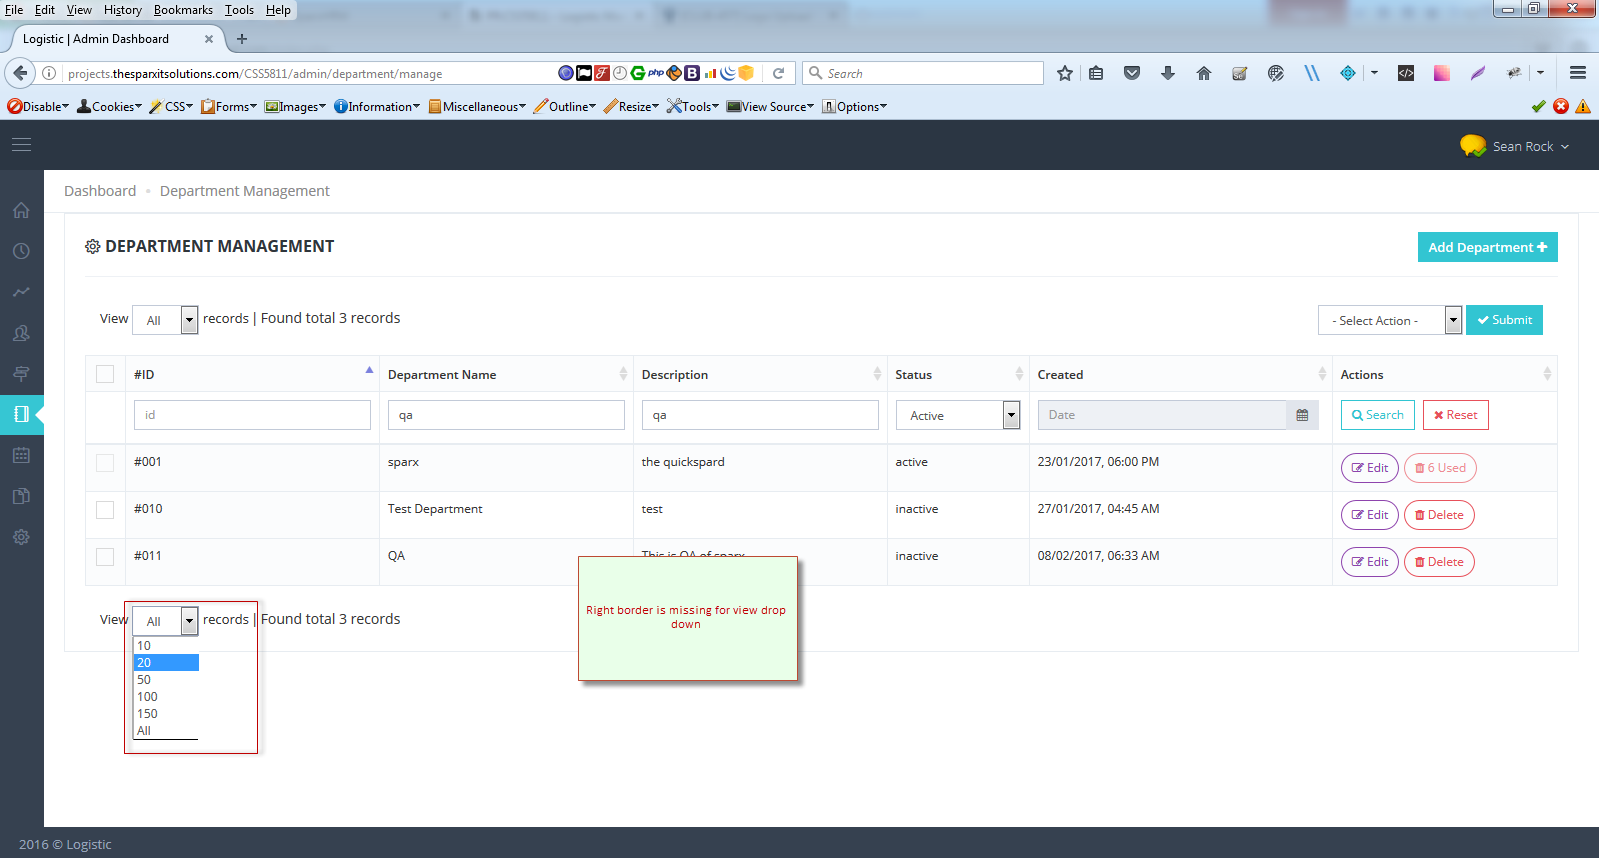 File Edit View History Bookmarks Tools Help
Logistic | Admin Dashboard
projects.thesparxitsolutions.com/CSS5811/admin/department/manage
php
Search
Disable Cookies CSS Forms Images Information Miscellaneous Outline Resize Tools View Source Options
Sean Rock
Dashboard Department Management
DEPARTMENT MANAGEMENT
Add Department
View All records | Found total 3 records
- Select Action - Submit
#ID Department Name Description Status Created Actions
id qa qa Active Date Search Reset
#001 sparx the quickspard active 23/01/2017, 06:00 PM Edit 6 Used
#010 Test Department test inactive 27/01/2017, 04:45 AM Edit Delete
#011 QA This is QA of sparx inactive 08/02/2017, 06:33 AM Edit Delete
View All records | Found total 3 records
10
20
50
100
150
All
Right border is missing for view drop
down
2016 © Logistic